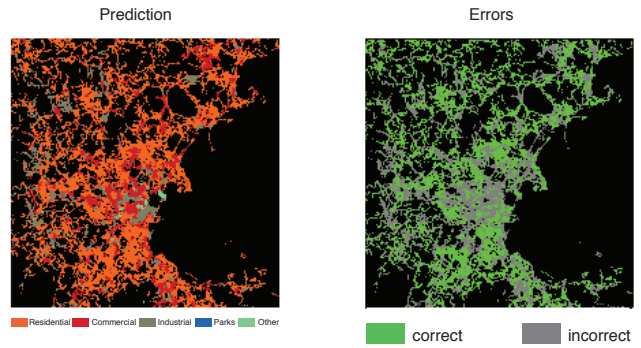 Prediction
Errors
Residential Commercial Industrial Parks Other
correct incorrect